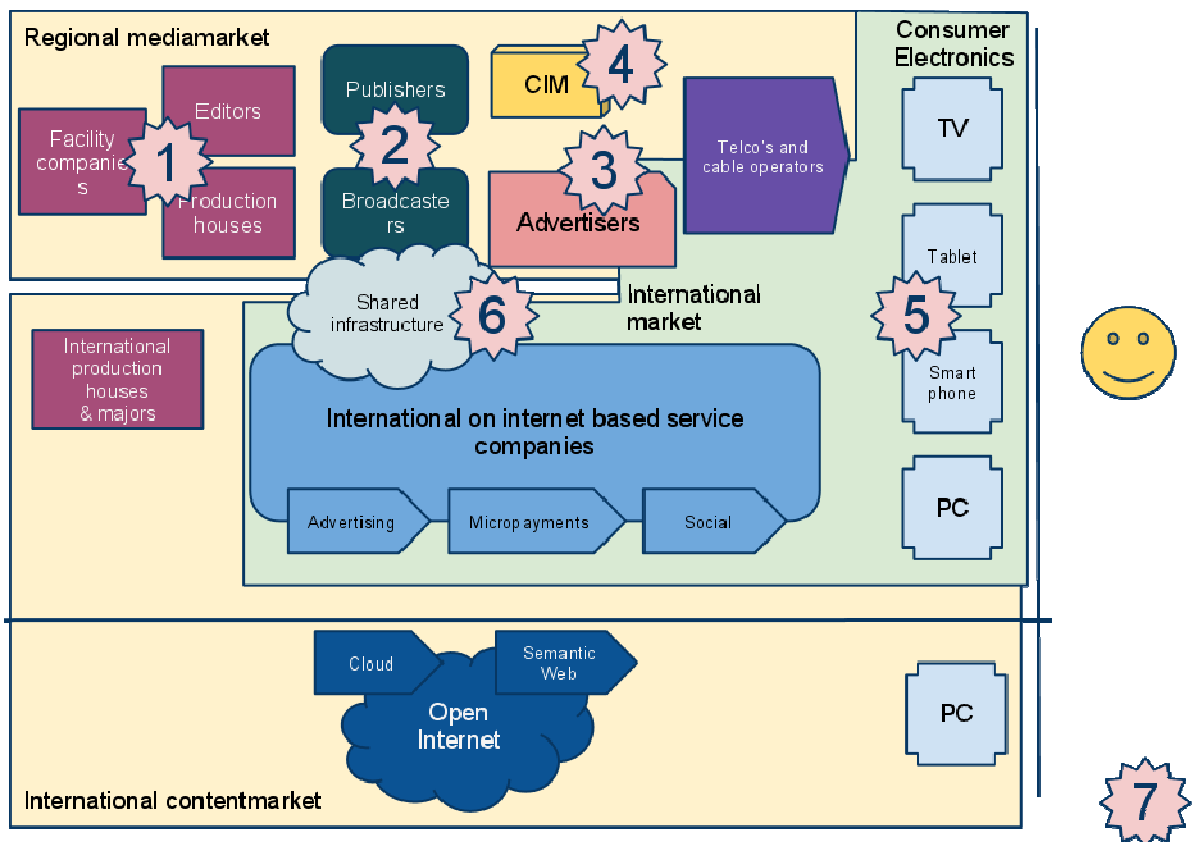 Regional mediamarket
Consumer
Electronics
Editors
Publishers
CIM
4
TV
Facility
companie
s
1
2
3
Telco's and
cable operators
Production
houses
Broadcaste
rs
Advertisers
Tablet
Shared
infrastructure
6
International
market
5
International
production
houses
& majors
Smart
phone
International on internet based service
companies
PC
Advertising
Micropayments
Social
Cloud
Semantic
Web
Open
Internet
PC
International contentmarket
7